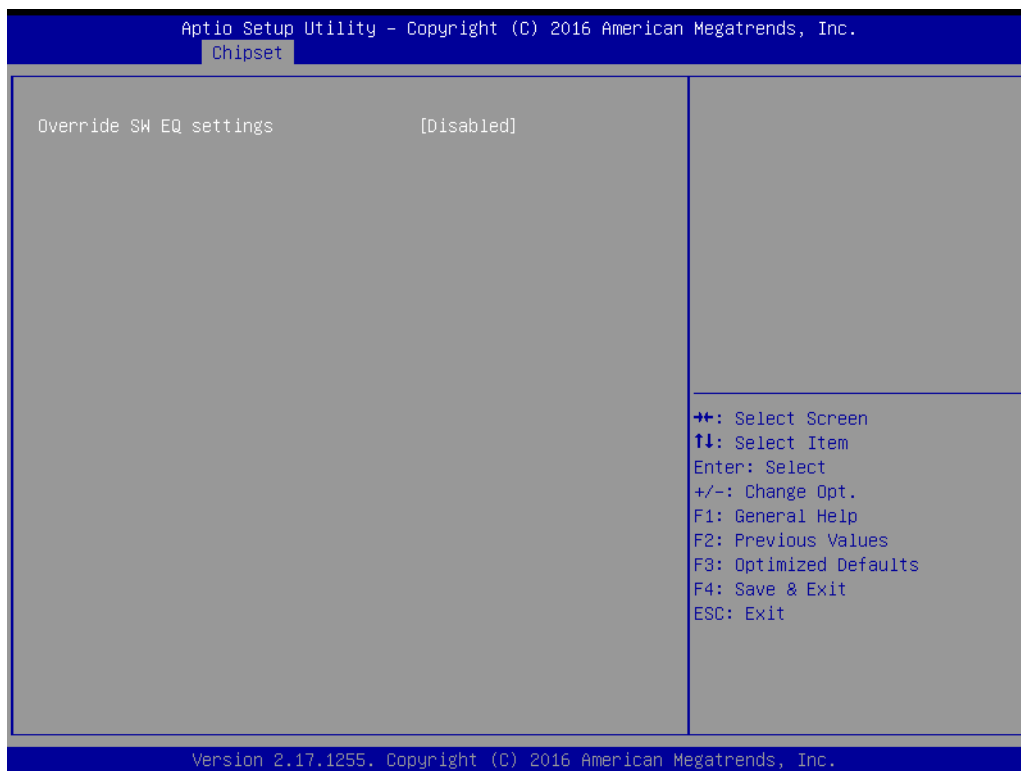 Aptio Setup Utility – Copyright (C) 2016 American Megatrends, Inc.
Chipset
Override SW EQ settings [Disabled]
→←: Select Screen
↑↓: Select Item
Enter: Select
+/-: Change Opt.
F1: General Help
F2: Previous Values
F3: Optimized Defaults
F4: Save & Exit
ESC: Exit
Version 2.17.1255. Copyright (C) 2016 American Megatrends, Inc.